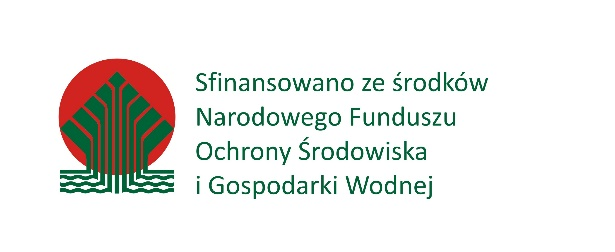 Sfinansowano ze środków
Narodowego Funduszu
Ochrony Środowiska
i Gospodarki Wodnej